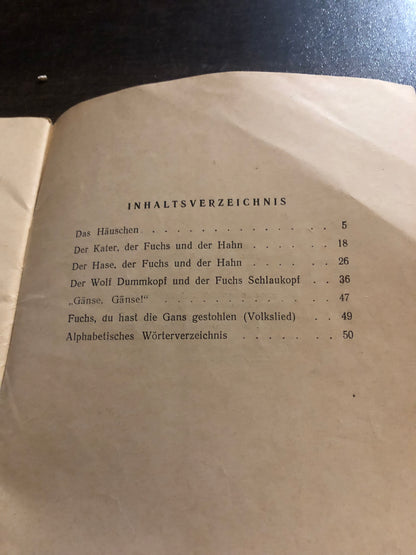 INHALTSVERZEICHNIS
Das Häuschen . . . . . . . . . . . . . . 5
Der Kater, der Fuchs und der Hahn . . . . . . 18
Der Hase, der Fuchs und der Hahn . . . . . . 26
Der Wolf Dummkopf und der Fuchs Schlaukopf . . 36
„Gänse, Gänse!" . . . . . . . . . . . . . 47
Fuchs, du hast die Gans gestohlen (Volkslied) . . 49
Alphabetisches Wörterverzeichnis . . . . . . . 50